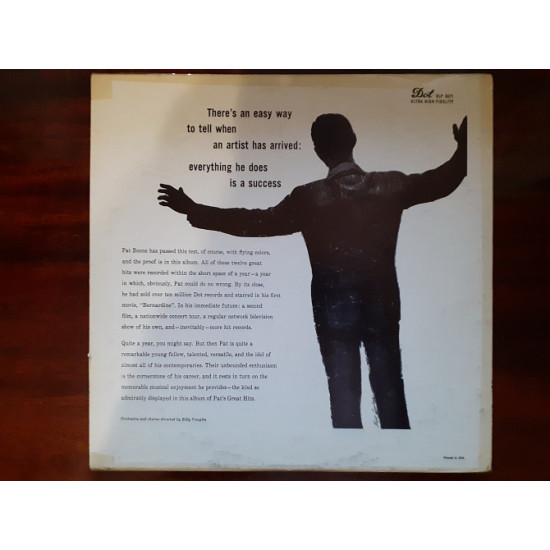 Dot DLP 3071
ULTRA HIGH FIDELITY
There's an easy way
to tell when
an artist has arrived:
everything he does
is a success
Pat Boone has passed this test, of course, with flying colors,
and the proof is in this album. All of these twelve great
hits were recorded within the short space of a year—a year
in which, obviously, Pat could do no wrong. By its close,
he had sold over ten million Dot records and starred in his first
movie, "Bernardine". In his immediate future: a second
film, a nationwide concert tour, a regular network television
show of his own, and—inevitably—more hit records.
Quite a year, you might say. But then Pat is quite a
remarkable young fellow, talented, versatile, and the idol of
almost all of his contemporaries. Their unbounded enthusiasm
is the cornerstone of his career, and it rests in turn on the
memorable musical enjoyment he provides—the kind so
admirably displayed in this album of Pat's Great Hits.
Orchestra and chorus directed by Billy Vaughn
Printed in USA